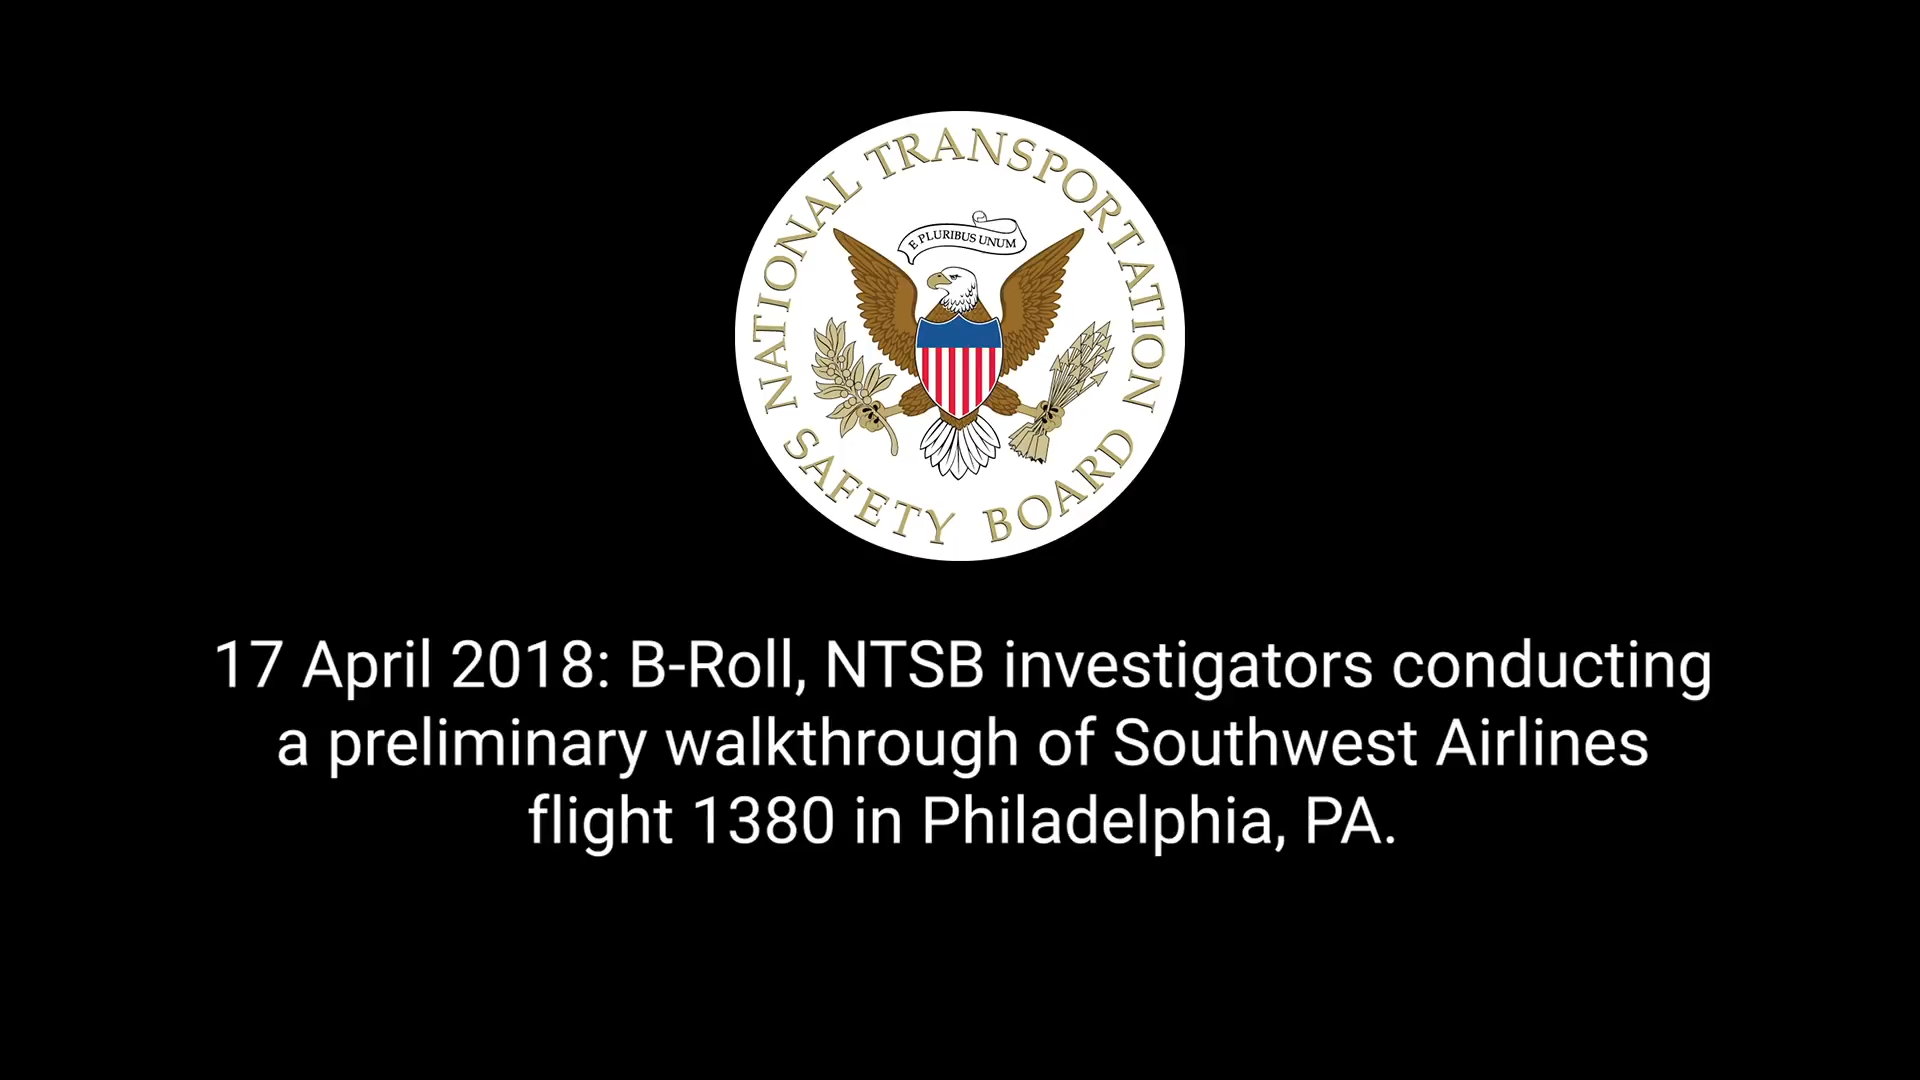 NATIONAL TRANSPORTATION
E PLURIBUS UNUM
SAFETY BOARD
17 April 2018: B-Roll, NTSB investigators conducting
a preliminary walkthrough of Southwest Airlines
flight 1380 in Philadelphia, PA.